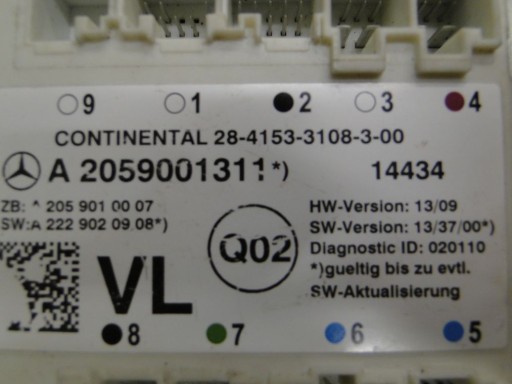 9 1 2 3 4
CONTINENTAL 28-4153-3108-3-00
A 2059001311*) 14434
ZB: A 205 901 00 07
SW:A 222 902 09 08*)
HW-Version: 13/09
SW-Version: 13/37/00*)
Diagnostic ID: 020110
*)gueltig bis zu evtl.
SW-Aktualisierung
Q02
VL
8 7 6 5